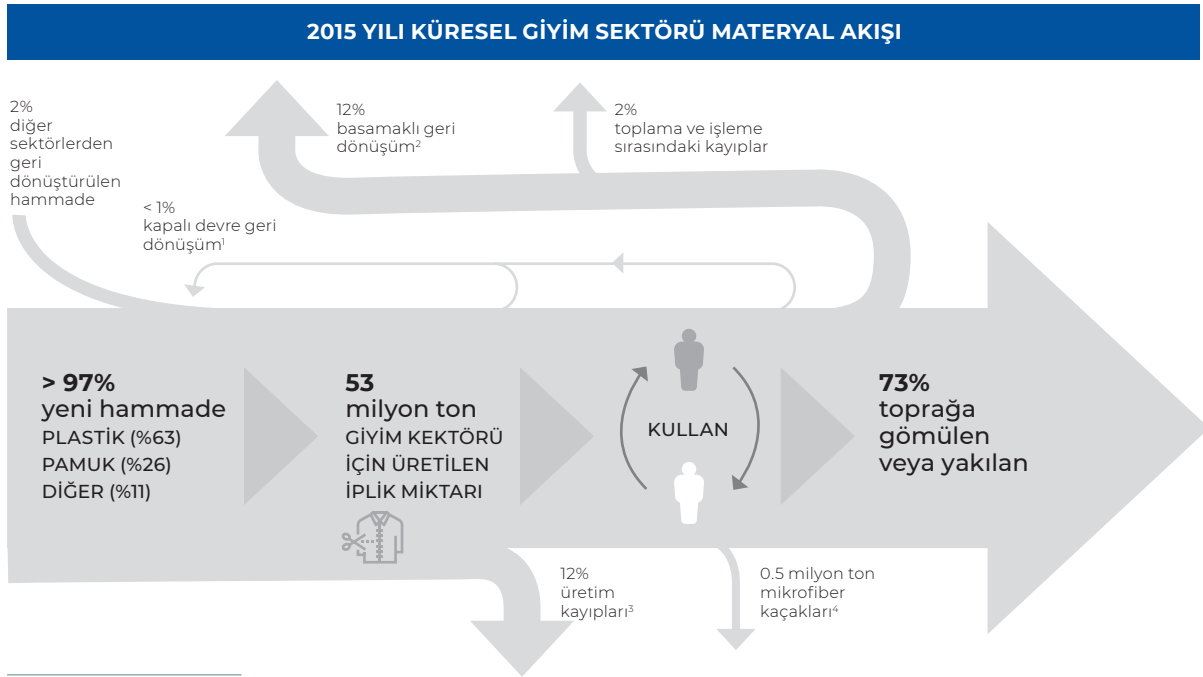 2015 YILI KÜRESEL GİYİM SEKTÖRÜ MATERYAL AKIŞI
2%
diğer
sektörlerden
geri
dönüştürülen
hammade
12%
basamaklı geri
dönüşüm²
2%
toplama ve işleme
sırasındaki kayıplar
< 1%
kapalı devre geri
dönüşüm¹
> 97%
yeni hammade
PLASTİK (%63)
PAMUK (%26)
DİĞER (%11)
53
milyon ton
GİYİM KEKTÖRÜ
İÇİN ÜRETİLEN
İPLİK MİKTARI
KULLAN
73%
toprağa
gömülen
veya yakılan
12%
üretim
kayıpları³
0.5 milyon ton
mikrofiber
kaçakları⁴